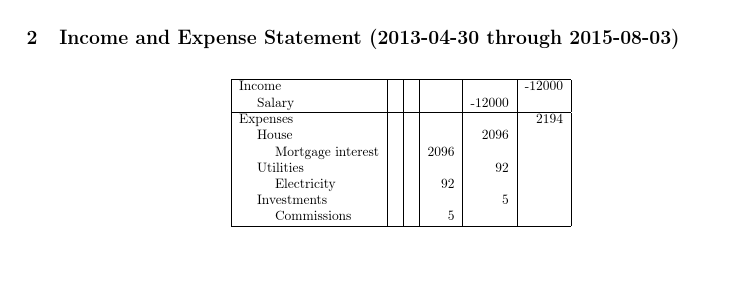 2 Income and Expense Statement (2013-04-30 through 2015-08-03)
Income -12000
Salary -12000
Expenses 2194
House 2096
Mortgage interest 2096
Utilities 92
Electricity 92
Investments 5
Commissions 5